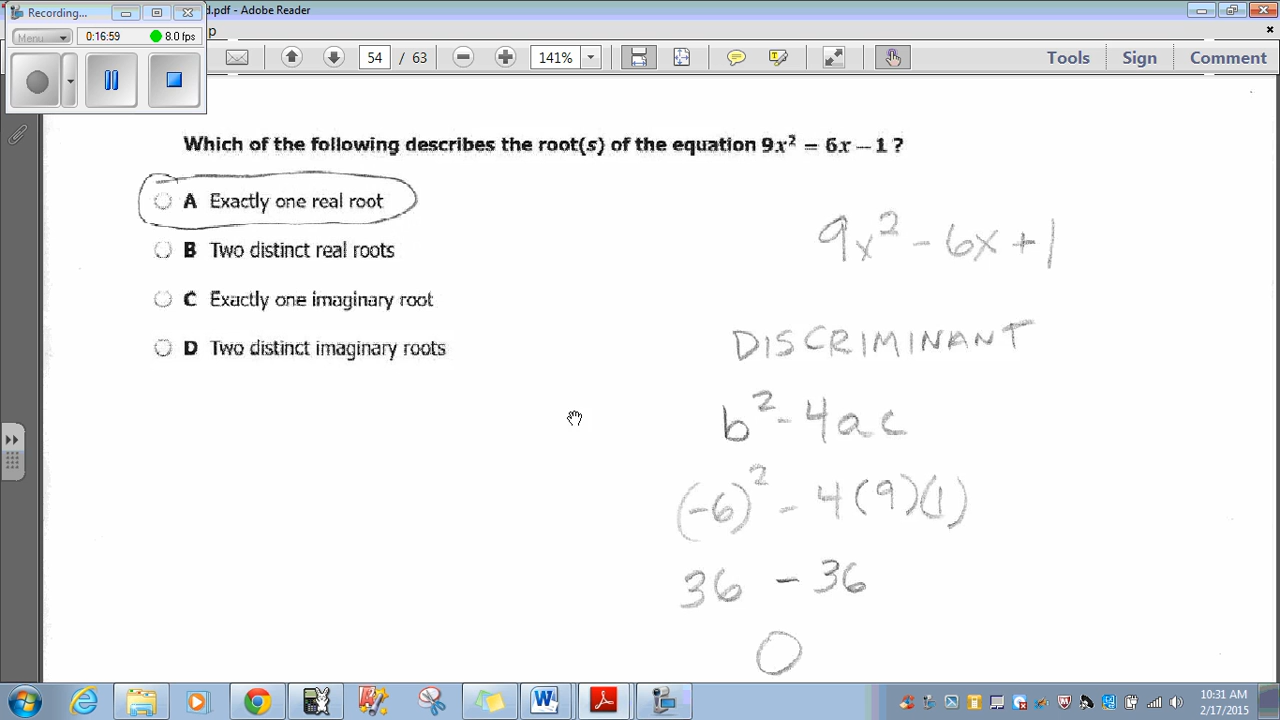 Recording...
d.pdf - Adobe Reader
Menu
0:16:59
8.0 fps
p
54 / 63
141%
Tools
Sign
Comment
Which of the following describes the root(s) of the equation 9x² = 6x – 1 ?
A Exactly one real root
B Two distinct real roots
C Exactly one imaginary root
D Two distinct imaginary roots
9x² - 6x + 1
DISCRIMINANT
b² - 4ac
(-6)² - 4(9)(1)
36 - 36
0
10:31 AM
2/17/2015